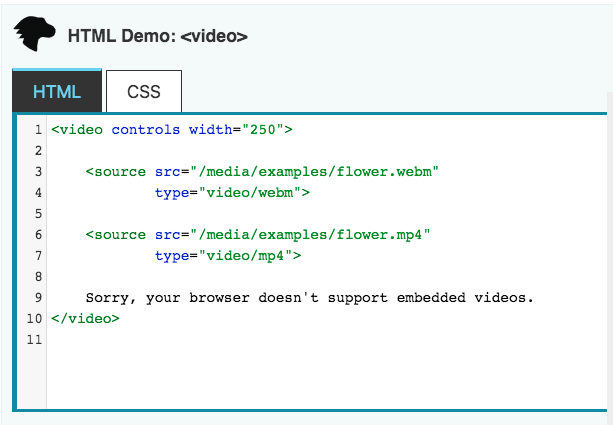 HTML Demo: <video>
HTML CSS
1 <video controls width="250">
2
3     <source src="/media/examples/flower.webm"
4             type="video/webm">
5
6     <source src="/media/examples/flower.mp4"
7             type="video/mp4">
8
9     Sorry, your browser doesn't support embedded videos.
10 </video>
11